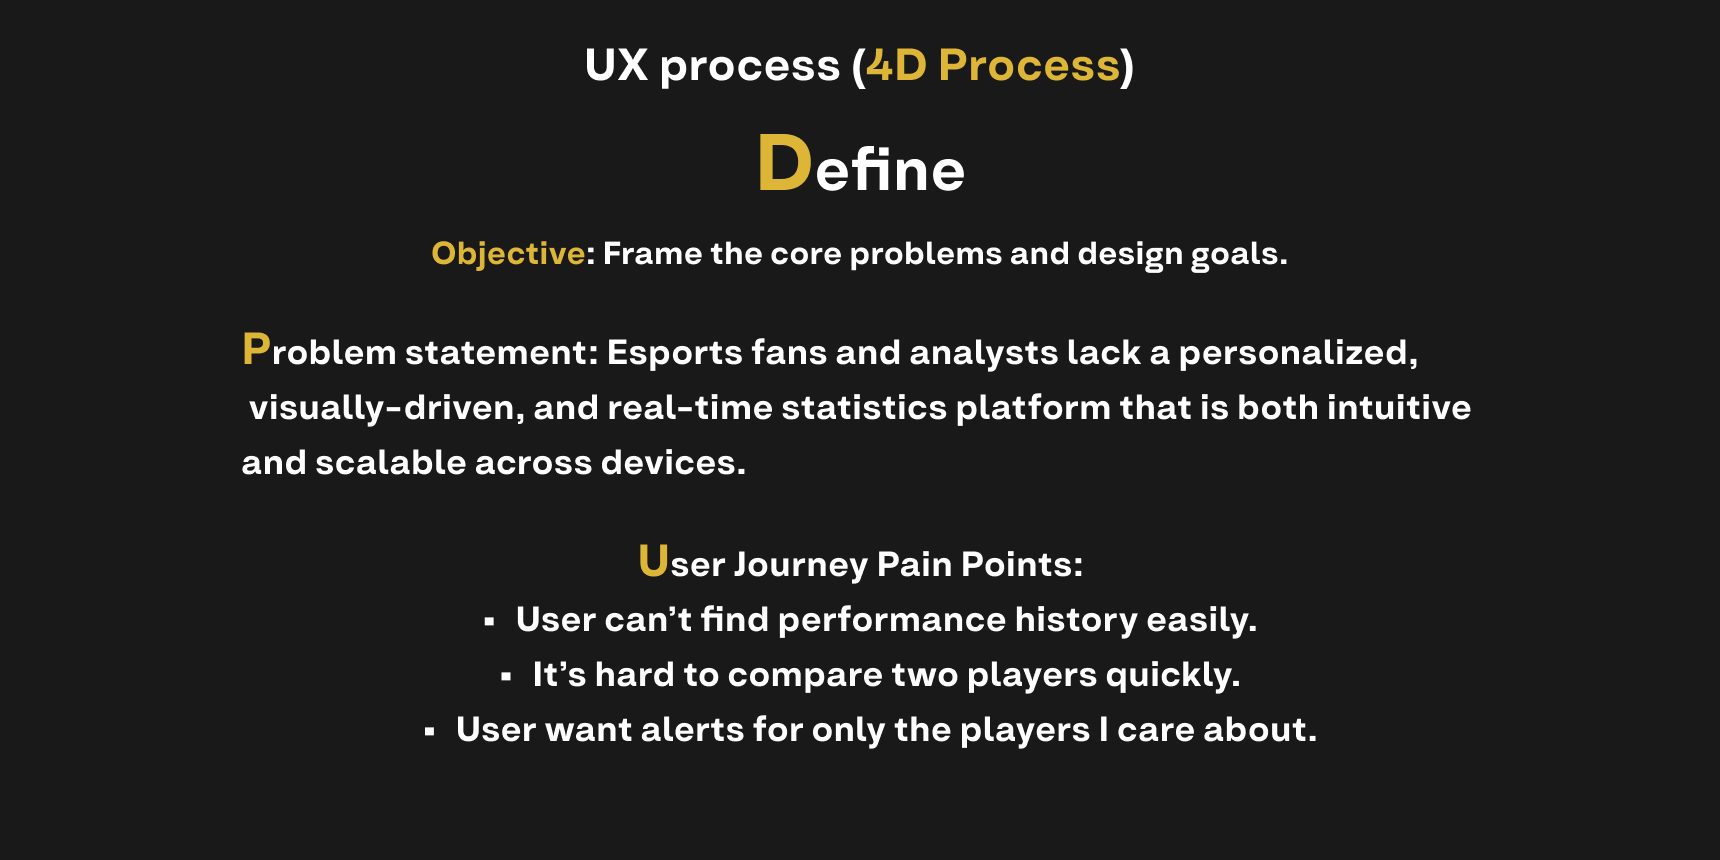 UX process (4D Process)
Define
Objective: Frame the core problems and design goals.
Problem statement: Esports fans and analysts lack a personalized,
visually-driven, and real-time statistics platform that is both intuitive
and scalable across devices.
User Journey Pain Points:
▪ User can’t find performance history easily.
▪ It’s hard to compare two players quickly.
▪ User want alerts for only the players I care about.